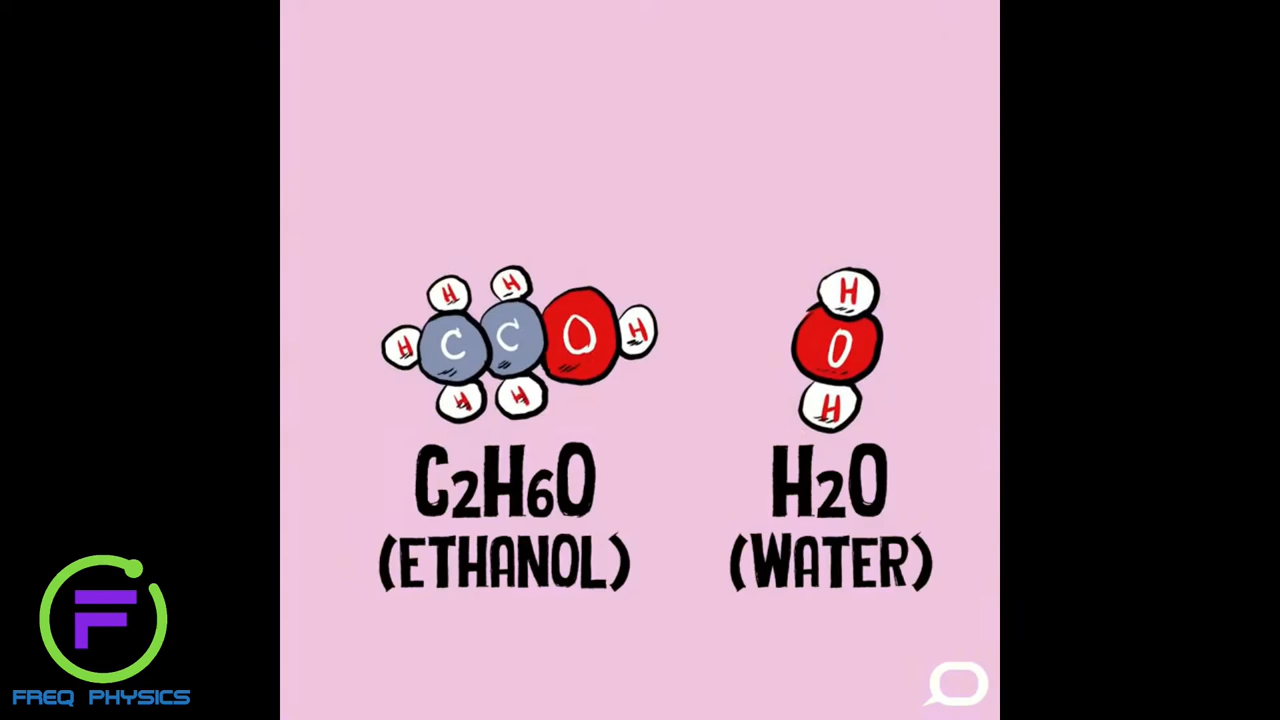 H H
H C C O H
H H
H
O
H
C2H6O
(ETHANOL)
H2O
(WATER)
F
FREQ PHYSICS